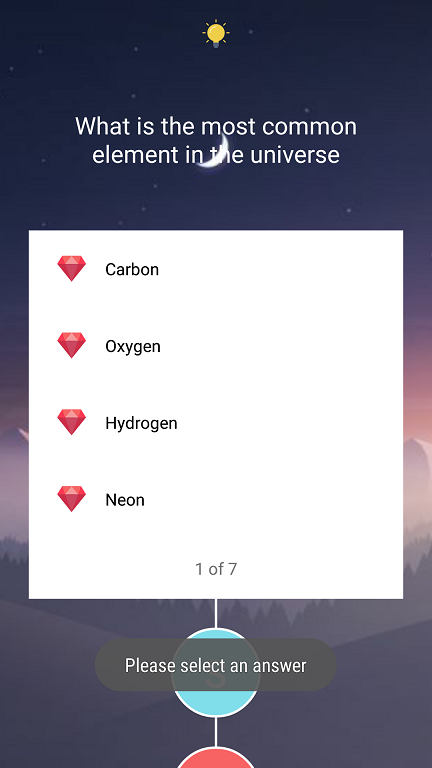 What is the most common
element in the universe
Carbon
Oxygen
Hydrogen
Neon
1 of 7
Please select an answer